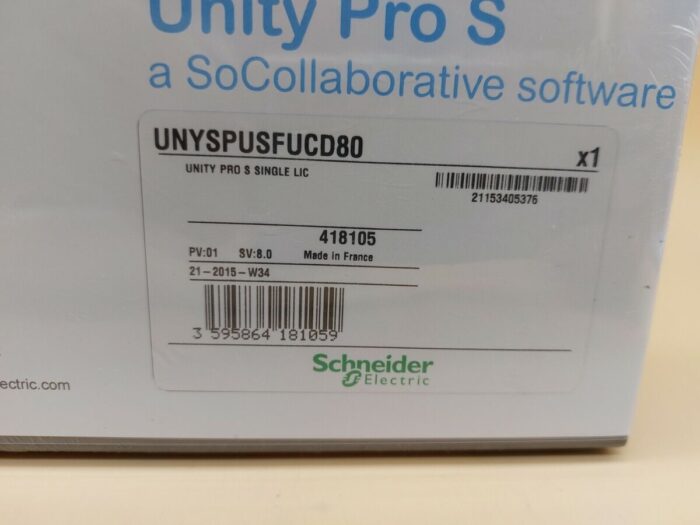 Unity Pro S
a SoCollaborative software
UNYSPUSFUCD80
x1
UNITY PRO S SINGLE LIC
21153405376
418105
PV:01 SV:8.0 Made in France
21-2015-W34
3 595864 181059
Schneider
Electric
ectric.com